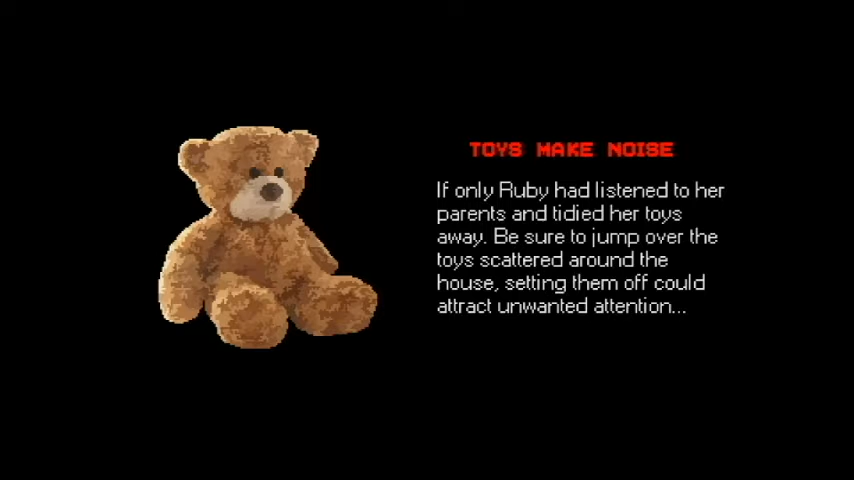 TOYS MAKE NOISE
If only Ruby had listened to her
parents and tidied her toys
away. Be sure to jump over the
toys scattered around the
house, setting them off could
attract unwanted attention...